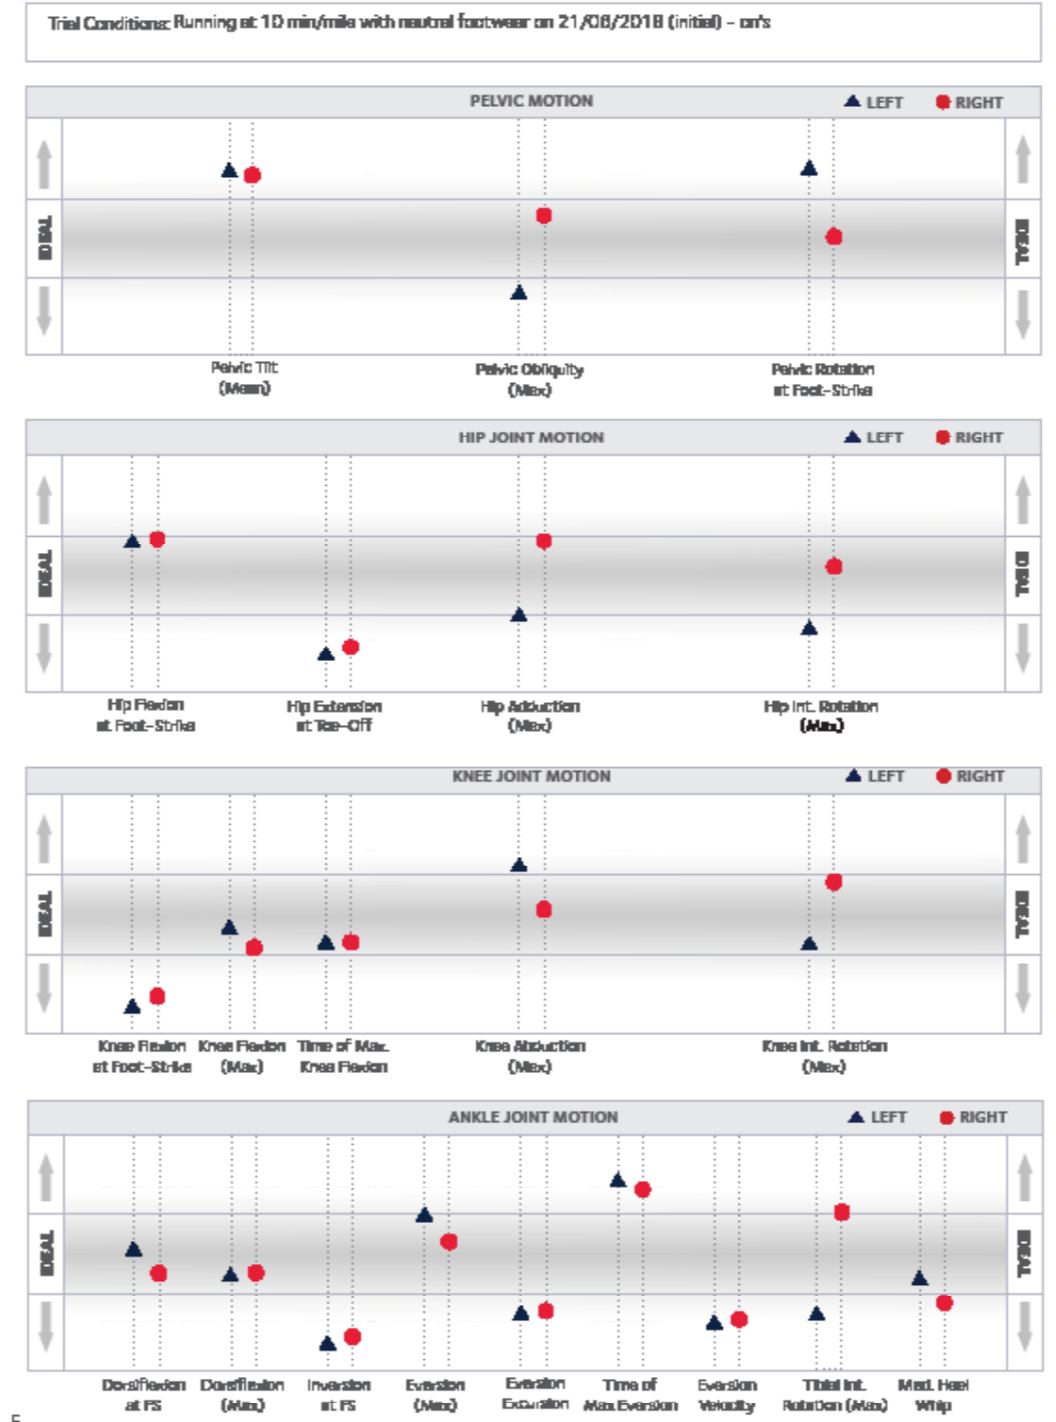 Trial Conditions: Running at 10 min/mile with neutral footwear on 21/06/2018 (initial) - on's
PELVIC MOTION
LEFT RIGHT
IDEAL
IDEAL
Pelvic Tilt
(Mean)
Pelvic Obliquity
(Max)
Pelvic Rotation
at Foot-Strike
HIP JOINT MOTION
LEFT RIGHT
IDEAL
IDEAL
Hip Flexion
at Foot-Strike
Hip Extension
at Toe-Off
Hip Adduction
(Max)
Hip Int. Rotation
(Max)
KNEE JOINT MOTION
LEFT RIGHT
IDEAL
IDEAL
Knee Flexion
at Foot-Strike
Knee Flexion
(Max)
Time of Max.
Knee Flexion
Knee Abduction
(Max)
Knee Int. Rotation
(Max)
ANKLE JOINT MOTION
LEFT RIGHT
IDEAL
IDEAL
Dorsiflexion
at FS
Dorsiflexion
(Max)
Inversion
at FS
Eversion
(Max)
Eversion
Excursion
Time of
Max Eversion
Eversion
Velocity
Tibial Int.
Rotation (Max)
Med. Heel
Whip